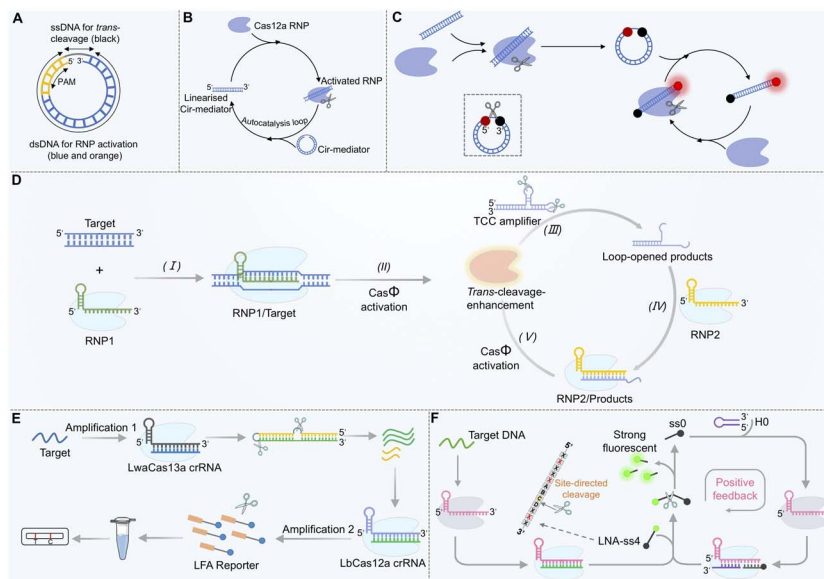 A
ssDNA for trans-
cleavage (black)
5' 3'
PAM
dsDNA for RNP activation
(blue and orange)
B
Cas12a RNP
5' 3'
Linearised
Cir-mediator
Activated RNP
Autocatalysis loop
Cir-mediator
C
5' 3'
D
Target
5' 3'
+
5' 3'
RNP1
(I)
RNP1/Target
(II)
CasΦ
activation
5'
3'
TCC amplifier
(III)
Trans-cleavage-
enhancement
Loop-opened products
(IV)
RNP2
5' 3'
(V)
CasΦ
activation
5' 3'
RNP2/Products
E
Target
Amplification 1
5' 3'
LwaCas13a crRNA
5'
3'
5' 3'
LbCas12a crRNA
Amplification 2
LFA Reporter
T C
F
Target DNA
5' 3'
5' 3'
3'
Site-directed
cleavage
3'
LNA-ss4
Strong
fluorescent
ss0
3'
5'
H0
Positive
feedback
5' 3'
5'
3'